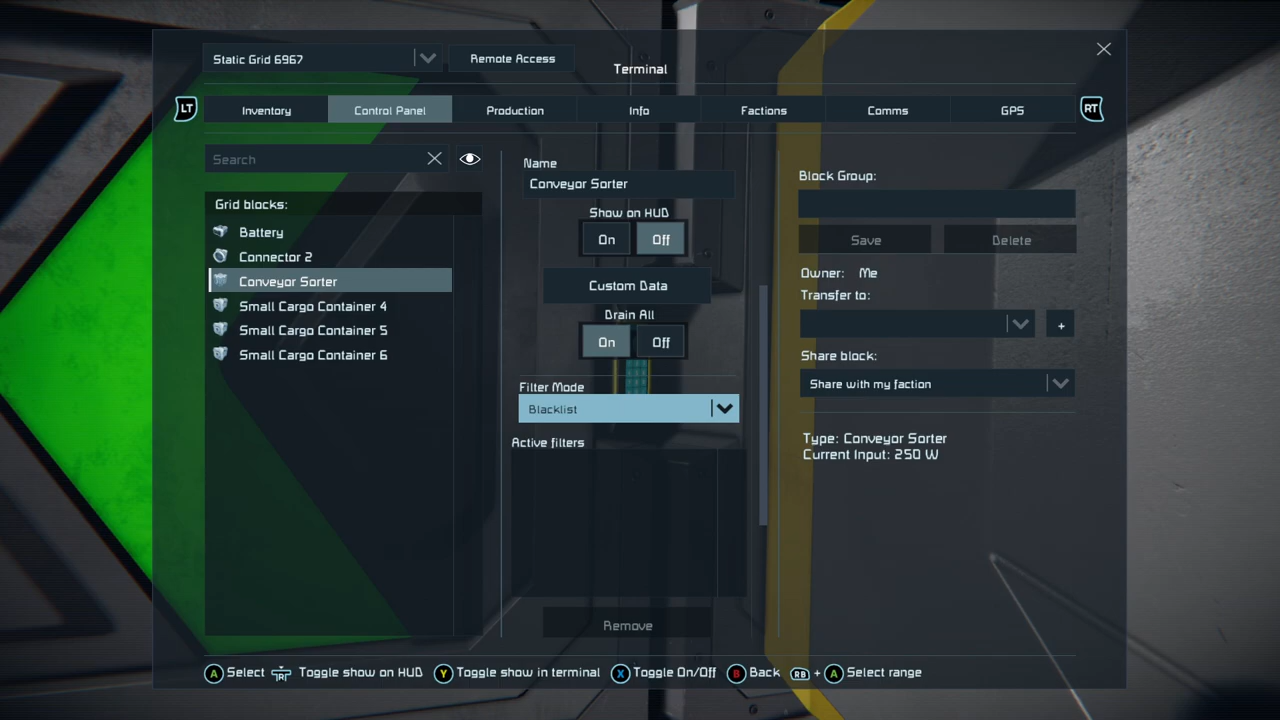 Static Grid 6967
Remote Access
Terminal
LT
Inventory
Control Panel
Production
Info
Factions
Comms
GPS
RT
Search
Grid blocks:
Battery
Connector 2
Conveyor Sorter
Small Cargo Container 4
Small Cargo Container 5
Small Cargo Container 6
Name
Conveyor Sorter
Show on HUD
On Off
Custom Data
Drain All
On Off
Filter Mode
Blacklist
Active filters
Remove
Block Group:
Save Delete
Owner: Me
Transfer to:
+
Share block:
Share with my faction
Type: Conveyor Sorter
Current Input: 250 W
A Select R Toggle show on HUD Y Toggle show in terminal X Toggle On/Off B Back RB + A Select range